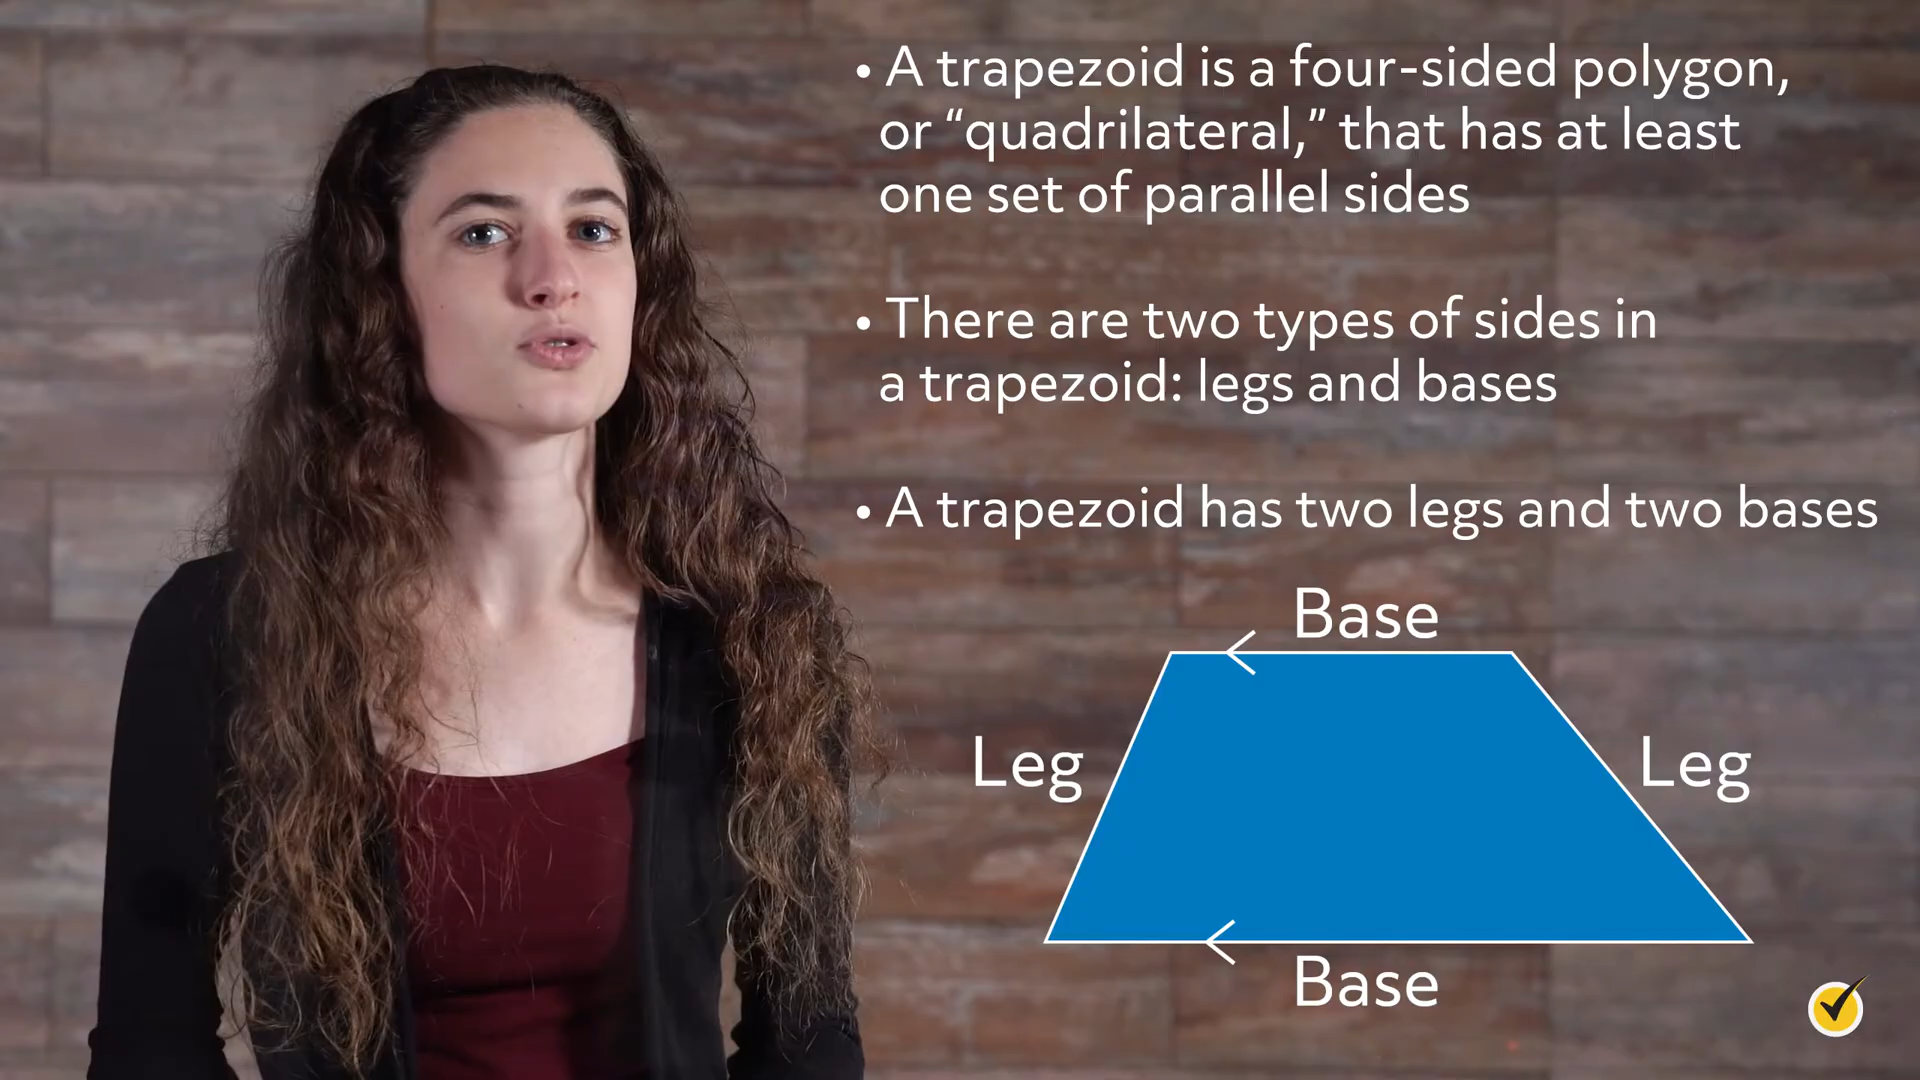 • A trapezoid is a four-sided polygon,
or “quadrilateral,” that has at least
one set of parallel sides
• There are two types of sides in
a trapezoid: legs and bases
• A trapezoid has two legs and two bases
Base
Leg
Leg
Base